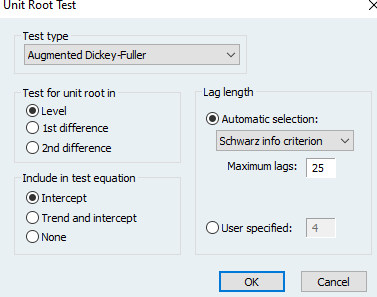 Unit Root Test
Test type
Augmented Dickey-Fuller
Test for unit root in
Level
1st difference
2nd difference
Include in test equation
Intercept
Trend and intercept
None
Lag length
Automatic selection:
Schwarz info criterion
Maximum lags: 25
User specified: 4
OK Cancel